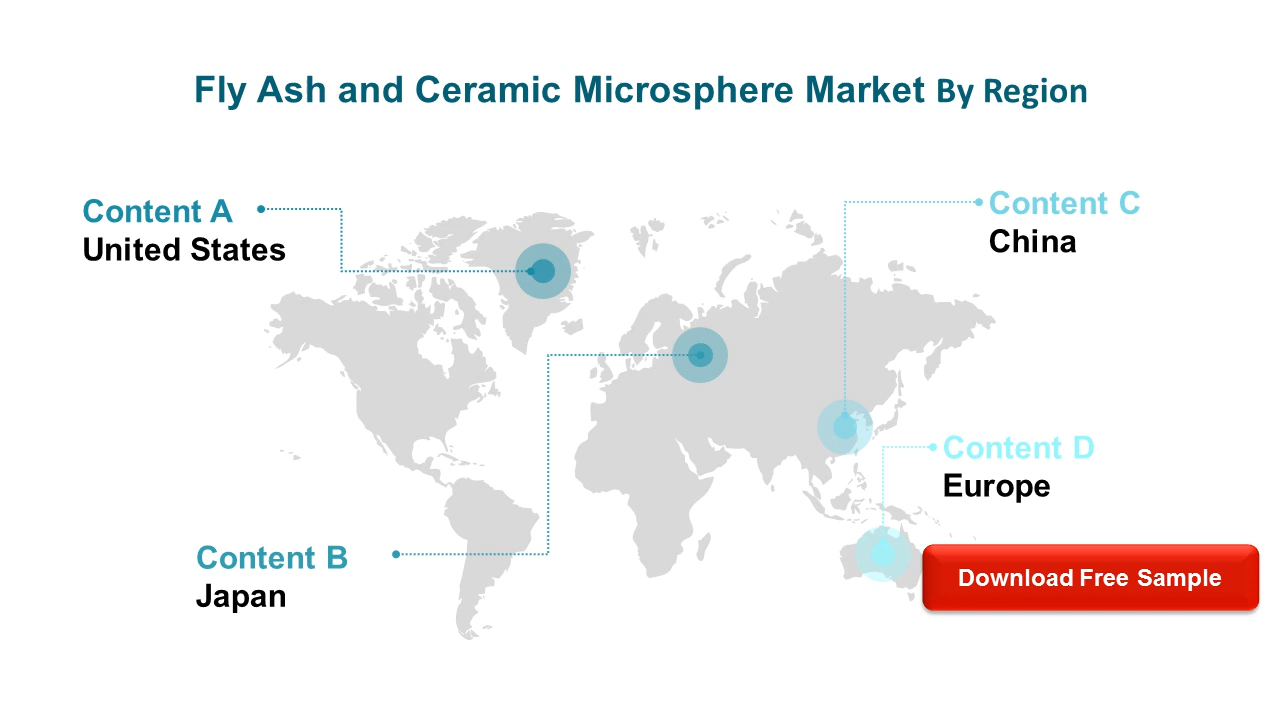 Fly Ash and Ceramic Microsphere Market By Region
Content A
United States
Content C
China
Content D
Europe
Content B
Japan
Download Free Sample